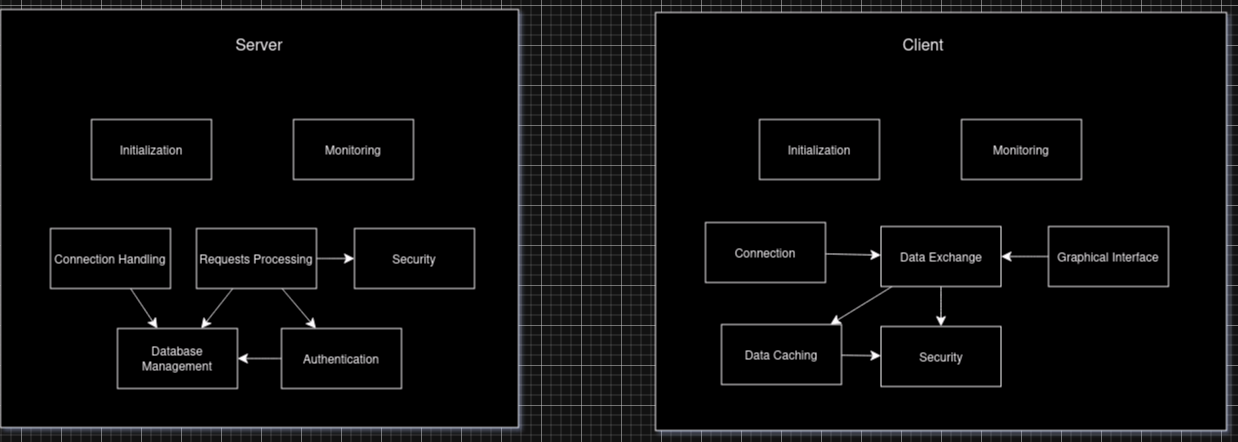 Server
Initialization
Monitoring
Connection Handling
Requests Processing
Security
Database
Management
Authentication
Client
Initialization
Monitoring
Connection
Data Exchange
Graphical Interface
Data Caching
Security